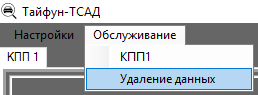 Тайфун-ТСАД
Настройки Обслуживание
КПП 1 КПП1
Удаление данных